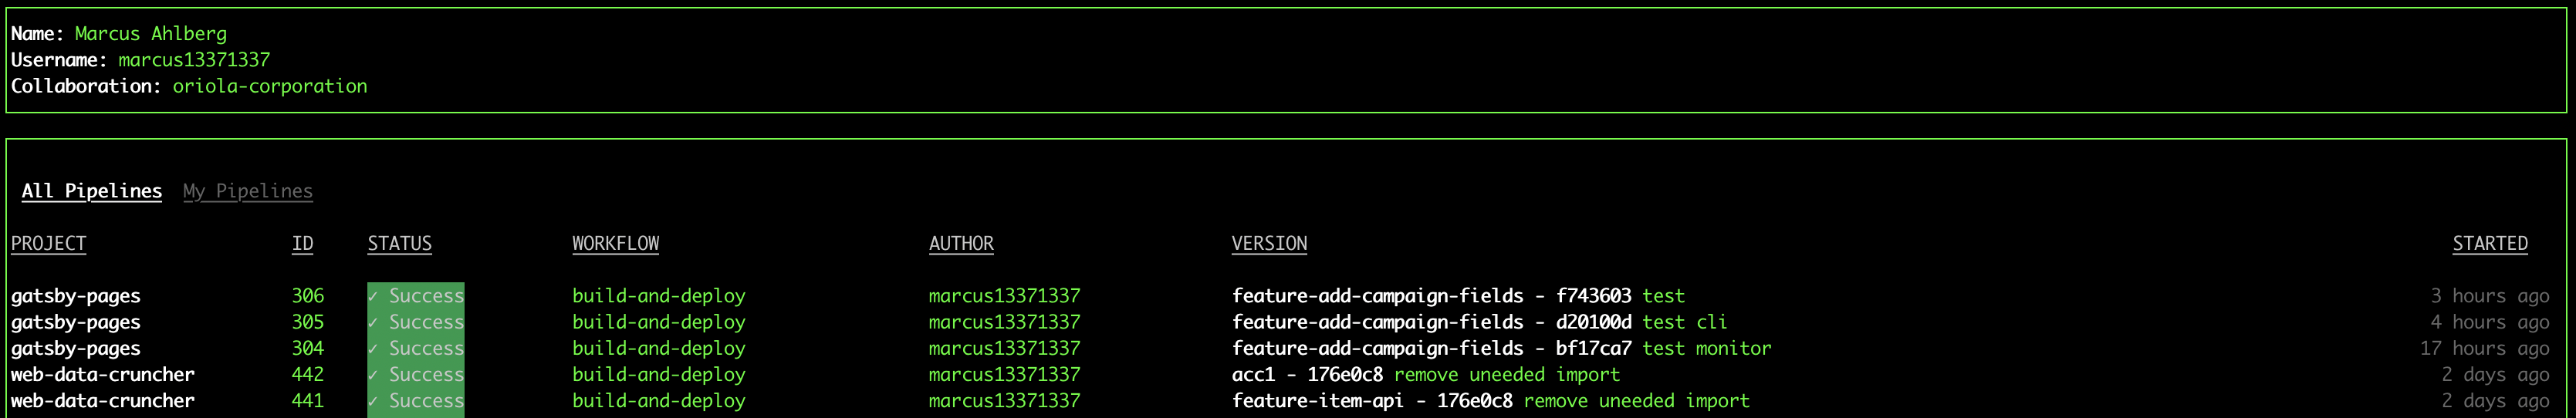 Name: Marcus Ahlberg
Username: marcus13371337
Collaboration: oriola-corporation
All Pipelines My Pipelines
PROJECT ID STATUS WORKFLOW AUTHOR VERSION STARTED
gatsby-pages 306 ✓ Success build-and-deploy marcus13371337 feature-add-campaign-fields - f743603 test 3 hours ago
gatsby-pages 305 ✓ Success build-and-deploy marcus13371337 feature-add-campaign-fields - d20100d test cli 4 hours ago
gatsby-pages 304 ✓ Success build-and-deploy marcus13371337 feature-add-campaign-fields - bf17ca7 test monitor 17 hours ago
web-data-cruncher 442 ✓ Success build-and-deploy marcus13371337 acc1 - 176e0c8 remove uneeded import 2 days ago
web-data-cruncher 441 ✓ Success build-and-deploy marcus13371337 feature-item-api - 176e0c8 remove uneeded import 2 days ago